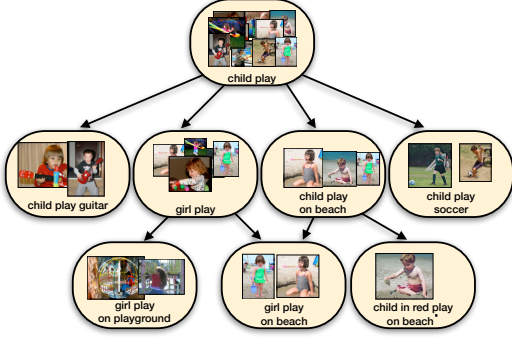 child play
child play guitar
girl play
child play
on beach
child play
soccer
girl play
on playground
girl play
on beach
child in red play
on beach